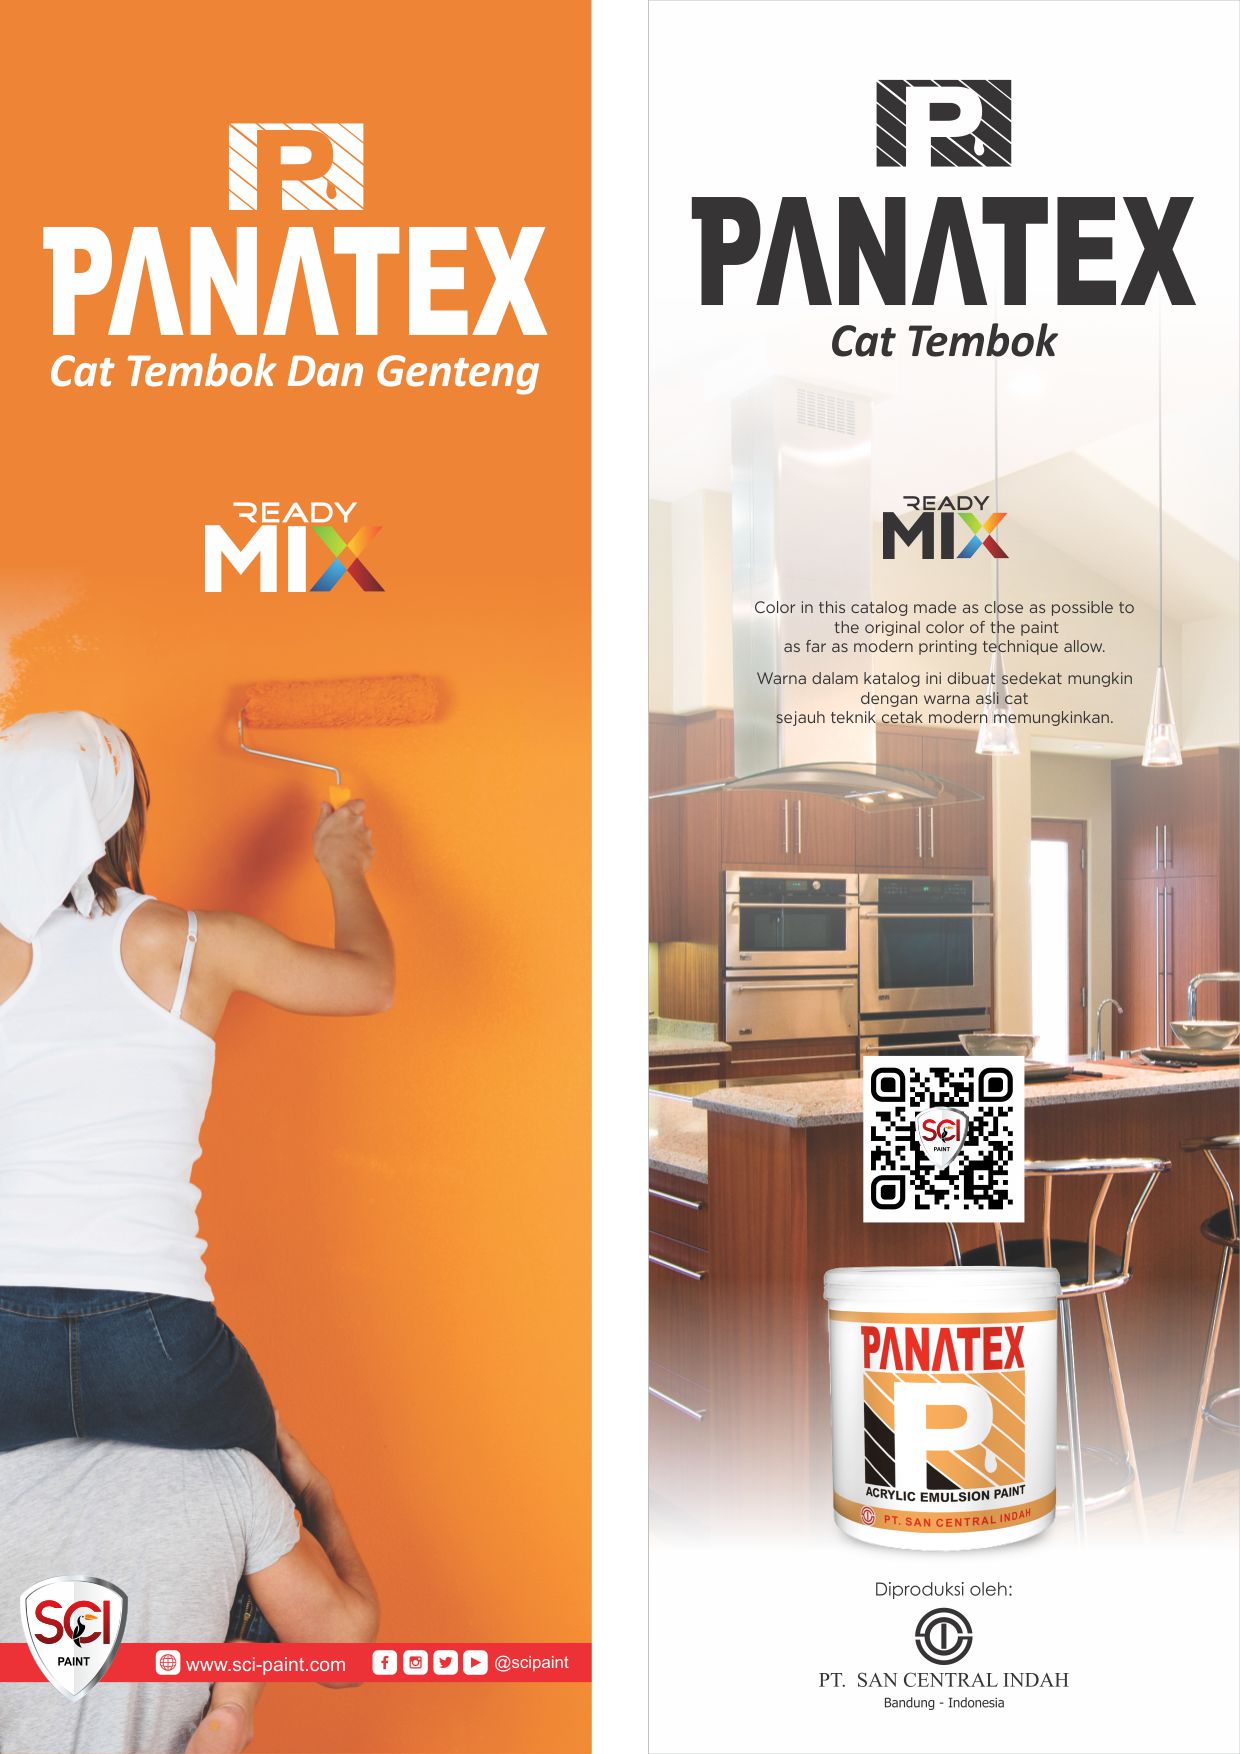 P
PANATEX
Cat Tembok Dan Genteng
READY
MIX
SCI
PAINT
www.sci-paint.com
@scipaint
P
PANATEX
Cat Tembok
READY
MIX
Color in this catalog made as close as possible to
the original color of the paint
as far as modern printing technique allow.
Warna dalam katalog ini dibuat sedekat mungkin
dengan warna asli cat
sejauh teknik cetak modern memungkinkan.
SCI
PAINT
PANATEX
P
ACRYLIC EMULSION PAINT
PT. SAN CENTRAL INDAH
Diproduksi oleh:
PT. SAN CENTRAL INDAH
Bandung - Indonesia